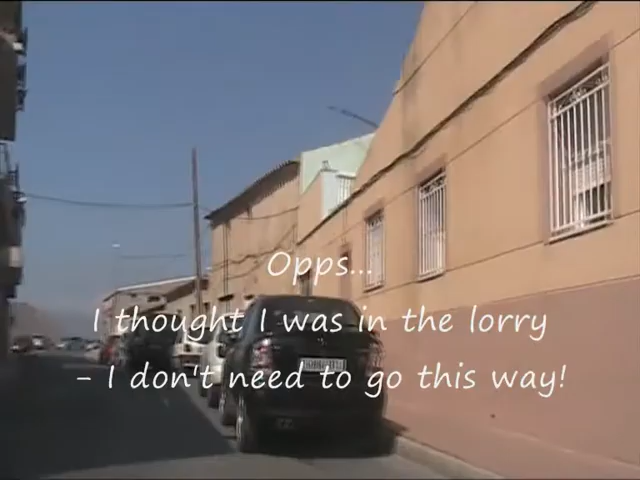 Opps...
I thought I was in the lorry
- I don't need to go this way!